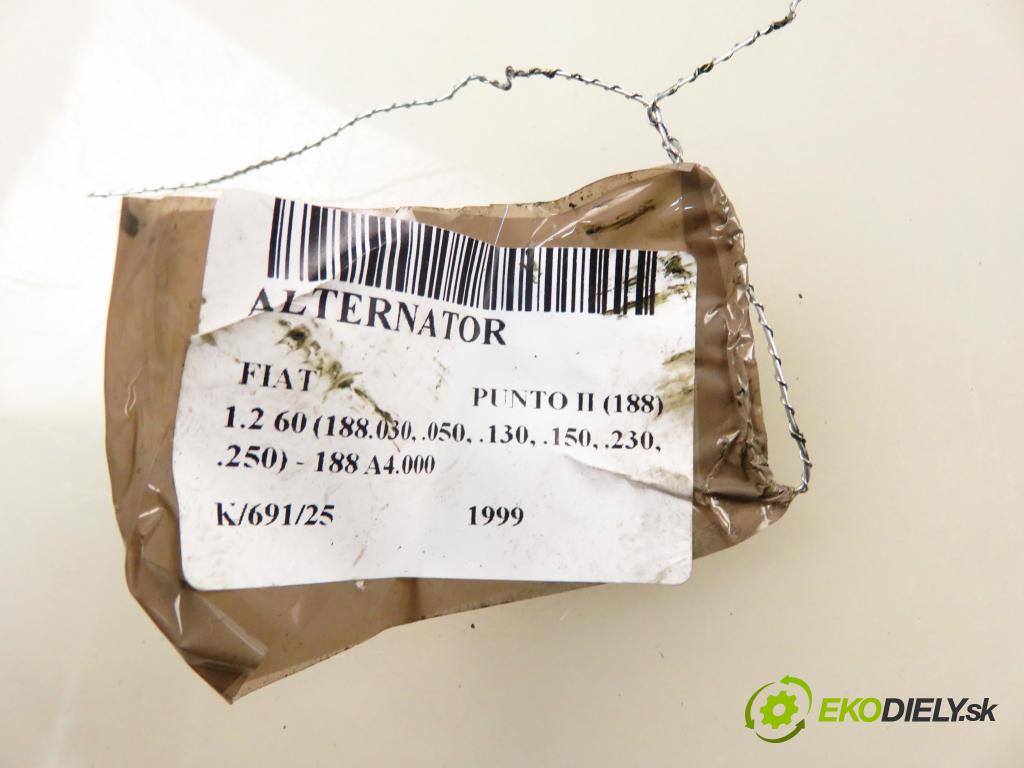 ALTERNATOR
FIAT PUNTO II (188)
1.2 60 (188.030, .050, .130, .150, .230,
.250) - 188 A4.000
K/691/25 1999
EKODIELY.sk